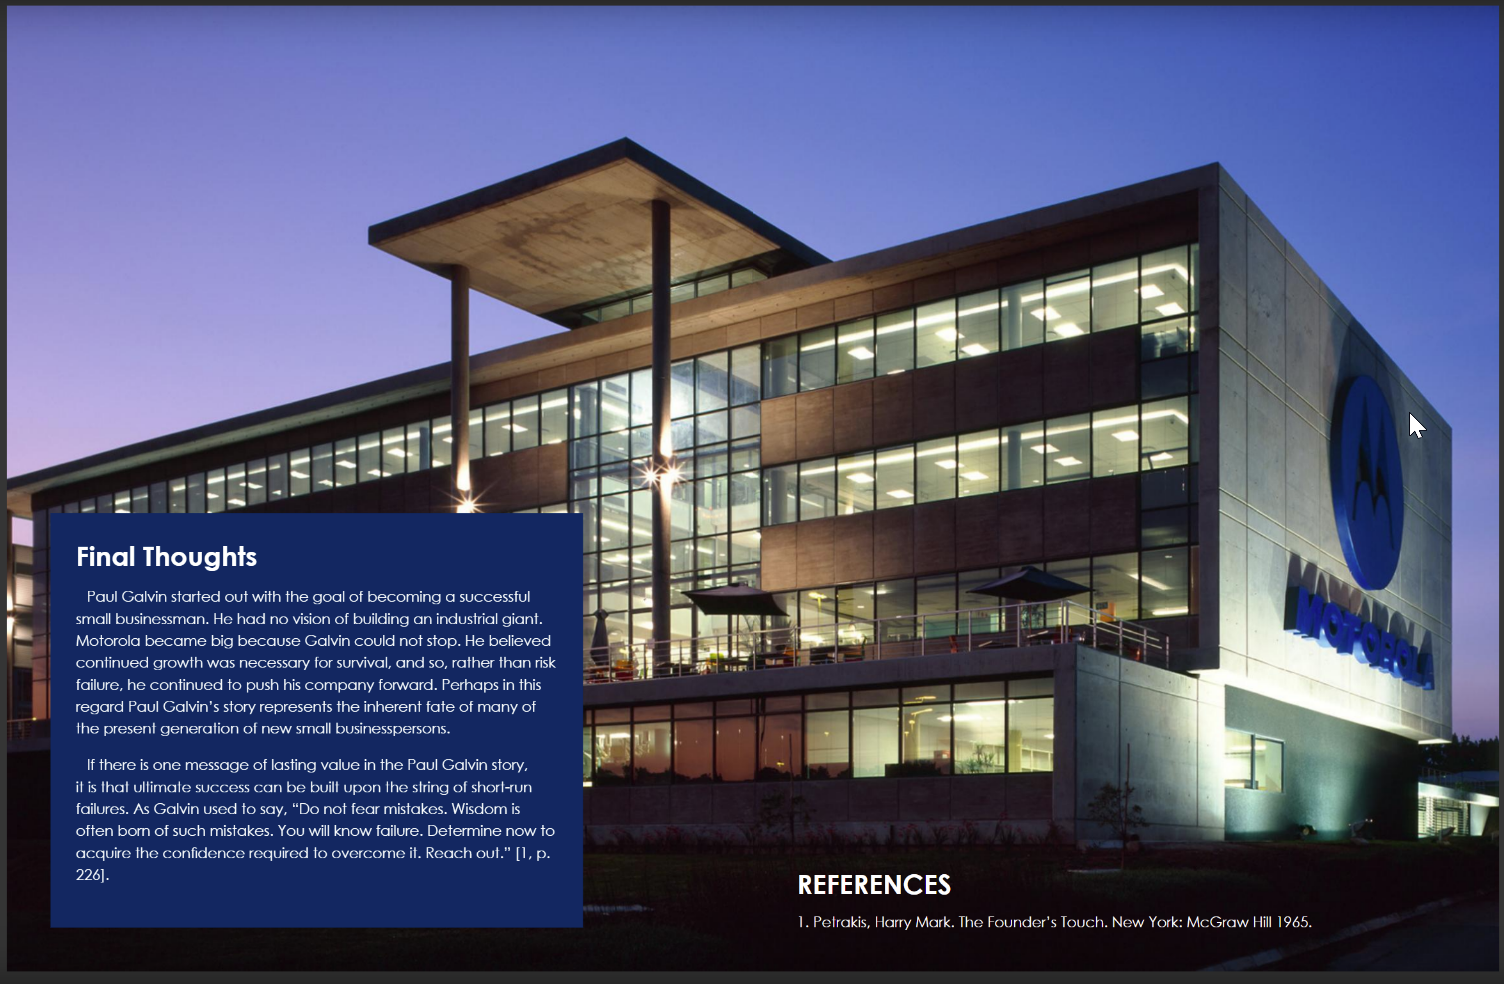 MOTOROLA
Final Thoughts
Paul Galvin started out with the goal of becoming a successful
small businessman. He had no vision of building an industrial giant.
Motorola became big because Galvin could not stop. He believed
continued growth was necessary for survival, and so, rather than risk
failure, he continued to push his company forward. Perhaps in this
regard Paul Galvin’s story represents the inherent fate of many of
the present generation of new small businesspersons.
If there is one message of lasting value in the Paul Galvin story,
it is that ultimate success can be built upon the string of short-run
failures. As Galvin used to say, “Do not fear mistakes. Wisdom is
often born of such mistakes. You will know failure. Determine now to
acquire the confidence required to overcome it. Reach out.” [1, p.
226].
REFERENCES
1. Petrakis, Harry Mark. The Founder’s Touch. New York: McGraw Hill 1965.